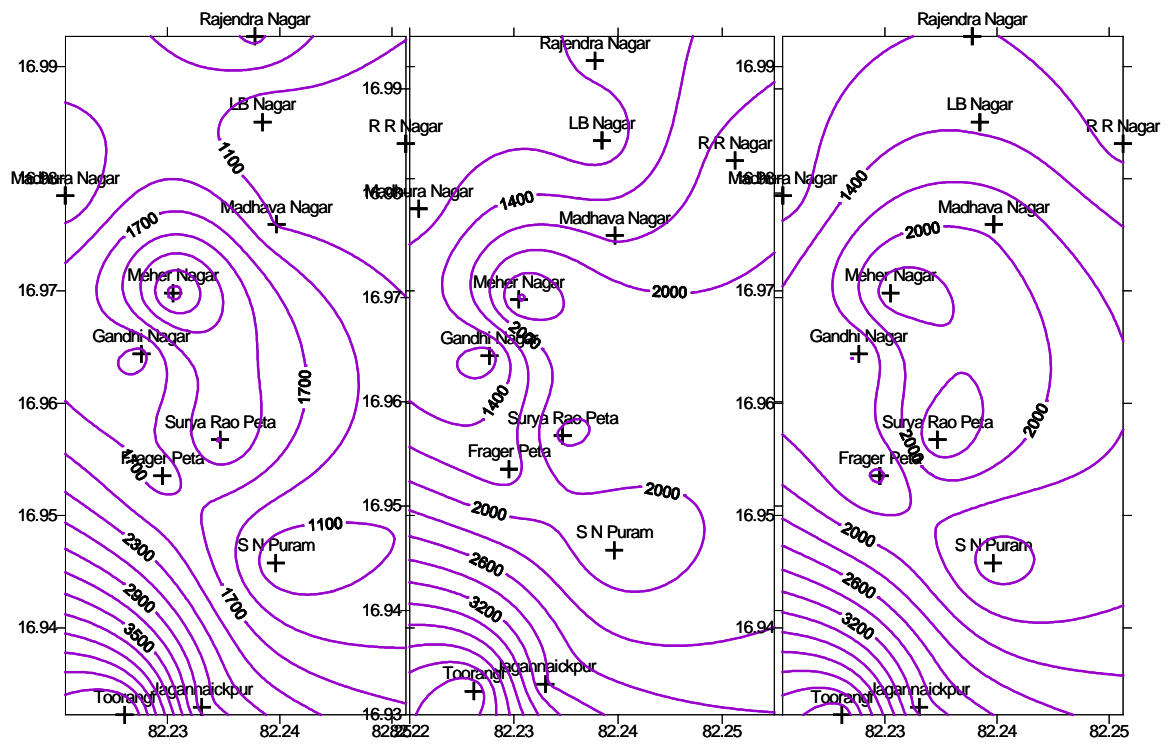 Rajendra Nagar
16.99
LB Nagar
R R Nagar
1100
Madhura Nagar
Madhava Nagar
1700
Meher Nagar
16.97
Gandhi Nagar
1700
16.96
Surya Rao Peta
Frager Peta
1700
16.95
1100
S N Puram
2300
2900
1700
3500
16.94
Toorangi
Jagannaickpur
82.23
82.24
Rajendra Nagar
16.99
LB Nagar
R R Nagar
Madhura Nagar
1400
Madhava Nagar
Meher Nagar
16.97
2000
2000
Gandhi Nagar
16.96
1400
Surya Rao Peta
Frager Peta
16.95
2000
2000
S N Puram
2600
3200
16.94
Toorangi
Jagannaickpur
16.93
82.23
82.24
82.25
Rajendra Nagar
16.99
LB Nagar
R R Nagar
1400
Madhura Nagar
Madhava Nagar
2000
Meher Nagar
16.97
Gandhi Nagar
16.96
Surya Rao Peta
2000
2000
Frager Peta
16.95
2000
S N Puram
2600
3200
16.94
Toorangi
Jagannaickpur
82.23
82.24
82.25